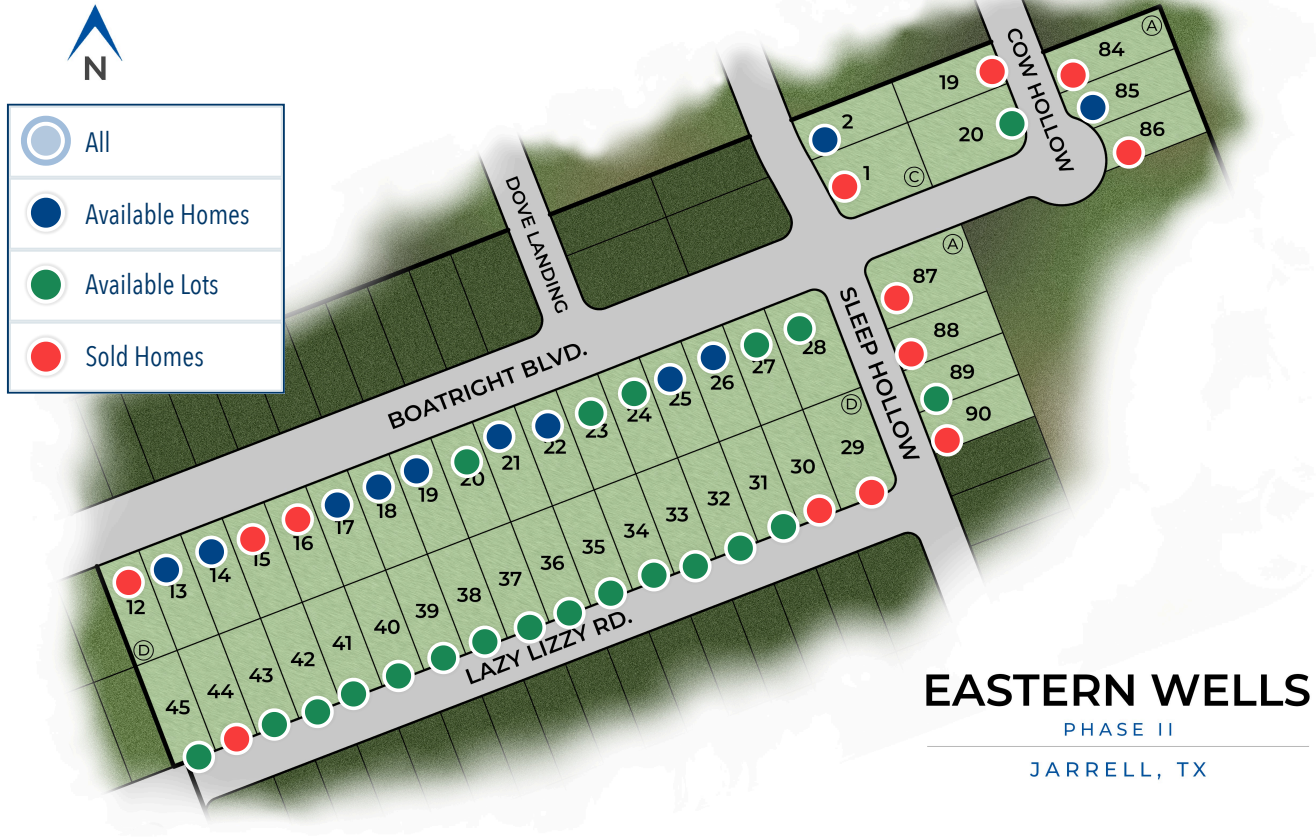 N
All
Available Homes
Available Lots
Sold Homes
COW HOLLOW
DOVE LANDING
BOATRIGHT BLVD.
SLEEP HOLLOW
LAZY LIZZY RD.
A
84
85
86
19
20
2
1
C
A
87
88
89
90
28
27
26
25
24
23
22
21
20
19
18
17
16
15
14
13
12
D
29
30
31
32
33
34
35
36
37
38
39
40
41
42
43
44
45
D
EASTERN WELLS
PHASE II
JARRELL, TX